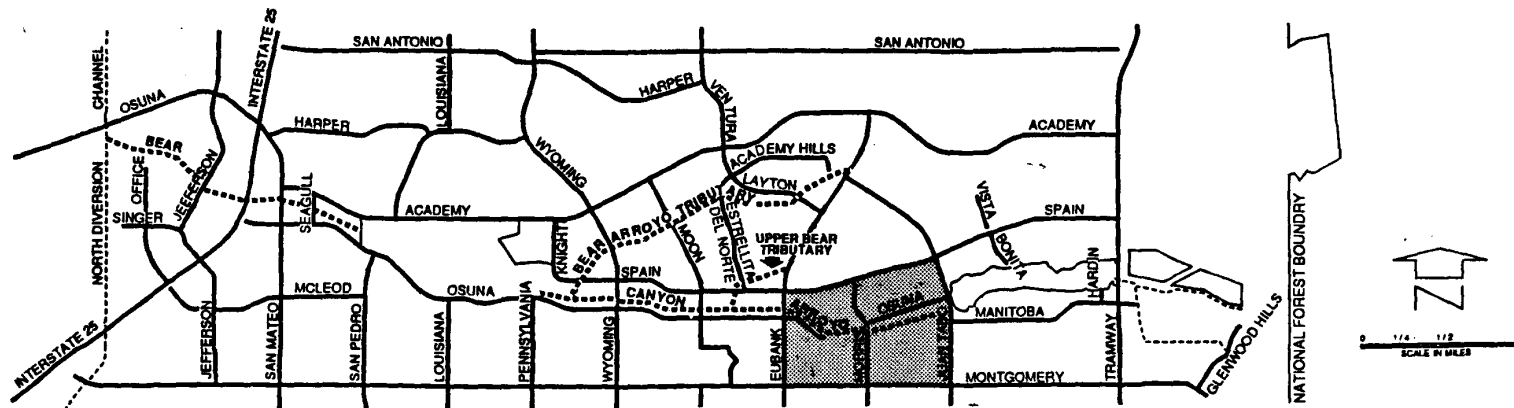 SAN ANTONIO
SAN ANTONIO
INTERSTATE 25
NORTH DIVERSION CHANNEL
OSUNA
LOUISIANA
HARPER
VEN TURA
HARPER
ACADEMY
BEAR
OFFICE
JEFFERSON
WYOMING
ACADEMY HILLS
LAYTON
SINGER
SEAGULL
ACADEMY
BEAR ARROYO TRIBUTARY
MOON
ESTRELLITA
DEL NORTE
VISTA
BONITA
SPAIN
KNIGHT
UPPER BEAR
TRIBUTARY
SPAIN
CANYON
MCLEOD
OSUNA
ARROYO
OSUNA
MANITOBA
HARDIN
INTERSTATE 25
JEFFERSON
SAN MATEO
SAN PEDRO
LOUISIANA
PENNSYLVANIA
WYOMING
EUBANK
MORRIS
JUAN TABO
MONTGOMERY
TRAMWAY
GLENWOOD HILLS
NATIONAL FOREST BOUNDRY
N
0 1/4 1/2
SCALE IN MILES